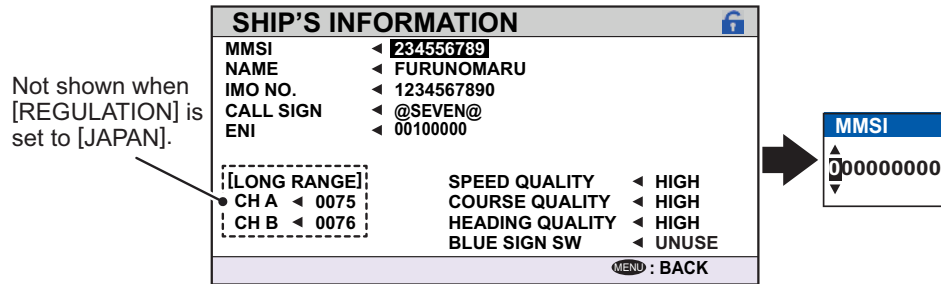 SHIP'S INFORMATION
MMSI ◄ 234556789
NAME ◄ FURUNOMARU
IMO NO. ◄ 1234567890
CALL SIGN ◄ @SEVEN@
ENI ◄ 00100000
Not shown when
[REGULATION] is
set to [JAPAN].
[LONG RANGE]
CH A ◄ 0075
CH B ◄ 0076
SPEED QUALITY ◄ HIGH
COURSE QUALITY ◄ HIGH
HEADING QUALITY ◄ HIGH
BLUE SIGN SW ◄ UNUSE
MENU : BACK
MMSI
000000000